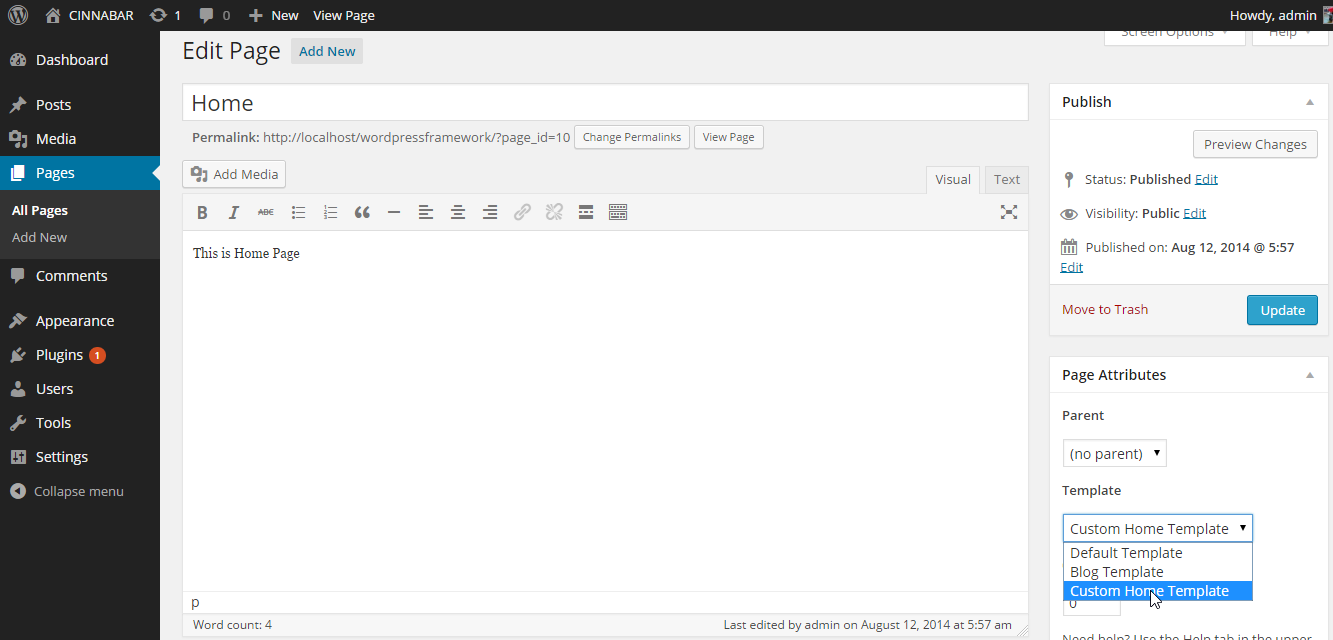 CINNABAR 1 0 New View Page Howdy, admin
Dashboard
Posts
Media
Pages
All Pages
Add New
Comments
Appearance
Plugins 1
Users
Tools
Settings
Collapse menu
Screen Options Help
Edit Page Add New
Home
Permalink: http://localhost/wordpressframework/?page_id=10 Change Permalinks View Page
Add Media
Visual Text
B I ABC
This is Home Page
p
Word count: 4 Last edited by admin on August 12, 2014 at 5:57 am
Publish
Preview Changes
Status: Published Edit
Visibility: Public Edit
Published on: Aug 12, 2014 @ 5:57
Edit
Move to Trash Update
Page Attributes
Parent
(no parent)
Template
Custom Home Template
Default Template
Blog Template
Custom Home Template
0
Need help? Use the Help tab in the upper